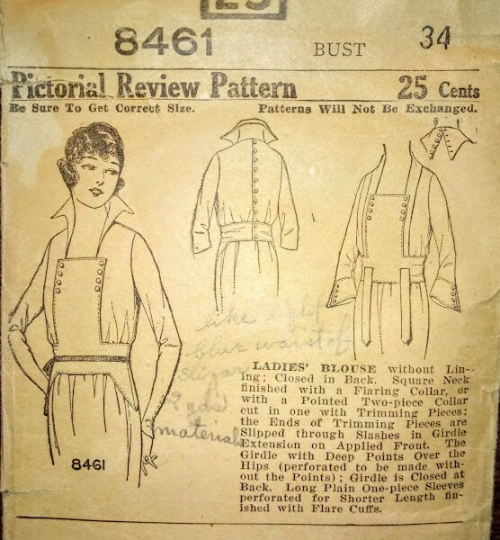 25
8461 BUST 34
Pictorial Review Pattern 25 Cents
Be Sure To Get Correct Size. Patterns Will Not Be Exchanged.
like
blue waist of
material
8461
LADIES' BLOUSE without Lin-
ing; Closed in Back. Square Neck
finished with a Flaring Collar, or
with a Pointed Two-piece Collar
cut in one with Trimming Pieces;
the Ends of Trimming Pieces are
Slipped through Slashes in Girdle
Extension on Applied Front. The
Girdle with Deep Points Over the
Hips (perforated to be made with-
out the Points); Girdle is Closed at
Back. Long Plain One-piece Sleeves
perforated for Shorter Length fin-
ished with Flare Cuffs.